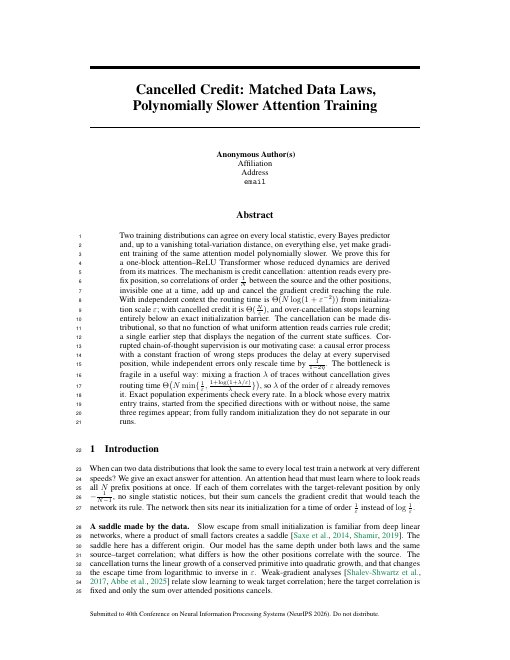 Cancelled Credit: Matched Data Laws,
Polynomially Slower Attention Training
Anonymous Author(s)
Affiliation
Address
email
Abstract
1 Two training distributions can agree on every local statistic, every Bayes predictor
2 and, up to a vanishing total-variation distance, on everything else, yet make gradi-
3 ent training of the same attention model polynomially slower. We prove this for
4 a one-block attention–ReLU Transformer whose reduced dynamics are derived
5 from its matrices. The mechanism is credit cancellation: attention reads every pre-
6 fix position, so correlations of order 1/N between the source and the other positions,
7 invisible one at a time, add up and cancel the gradient credit reaching the rule.
8 With independent context the routing time is Θ(N log(1 + ε⁻²)) from initializa-
9 tion scale ε; with cancelled credit it is Θ(N/ε), and over-cancellation stops learning
10 entirely below an exact initialization barrier. The cancellation can be made dis-
11 tributional, so that no function of what uniform attention reads carries rule credit;
12 a single earlier step that displays the negation of the current state suffices. Cor-
13 rupted chain-of-thought supervision is our motivating case: a causal error process
14 with a constant fraction of wrong steps produces the delay at every supervised
15 position, while independent errors only rescale time by 1/(1−2η). The bottleneck is
16 fragile in a useful way: mixing a fraction λ of traces without cancellation gives
17 routing time Θ(N min{1/ε, (1+log(1+λ/ε))/λ}), so λ of the order of ε already removes
18 it. Exact population experiments check every rate. In a block whose every matrix
19 entry trains, started from the specified directions with or without noise, the same
20 three regimes appear; from fully random initialization they do not separate in our
21 runs.
22 1 Introduction
23 When can two data distributions that look the same to every local test train a network at very different
24 speeds? We give an exact answer for attention. An attention head that must learn where to look reads
25 all N prefix positions at once. If each of them correlates with the target-relevant position by only
26 −1/(N−1), no single statistic notices, but their sum cancels the gradient credit that would teach the
27 network its rule. The network then sits near its initialization for a time of order 1/ε instead of log 1/ε.
28 A saddle made by the data. Slow escape from small initialization is familiar from deep linear
29 networks, where a product of small factors creates a saddle [Saxe et al., 2014, Shamir, 2019]. The
30 saddle here has a different origin. Our model has the same depth under both laws and the same
31 source–target correlation; what differs is how the other positions correlate with the source. The
32 cancellation turns the linear growth of a conserved primitive into quadratic growth, and that changes
33 the escape time from logarithmic to inverse in ε. Weak-gradient analyses [Shalev-Shwartz et al.,
34 2017, Abbe et al., 2025] relate slow learning to weak target correlation; here the target correlation is
35 fixed and only the sum over attended positions cancels.
Submitted to 40th Conference on Neural Information Processing Systems (NeurIPS 2026). Do not distribute.